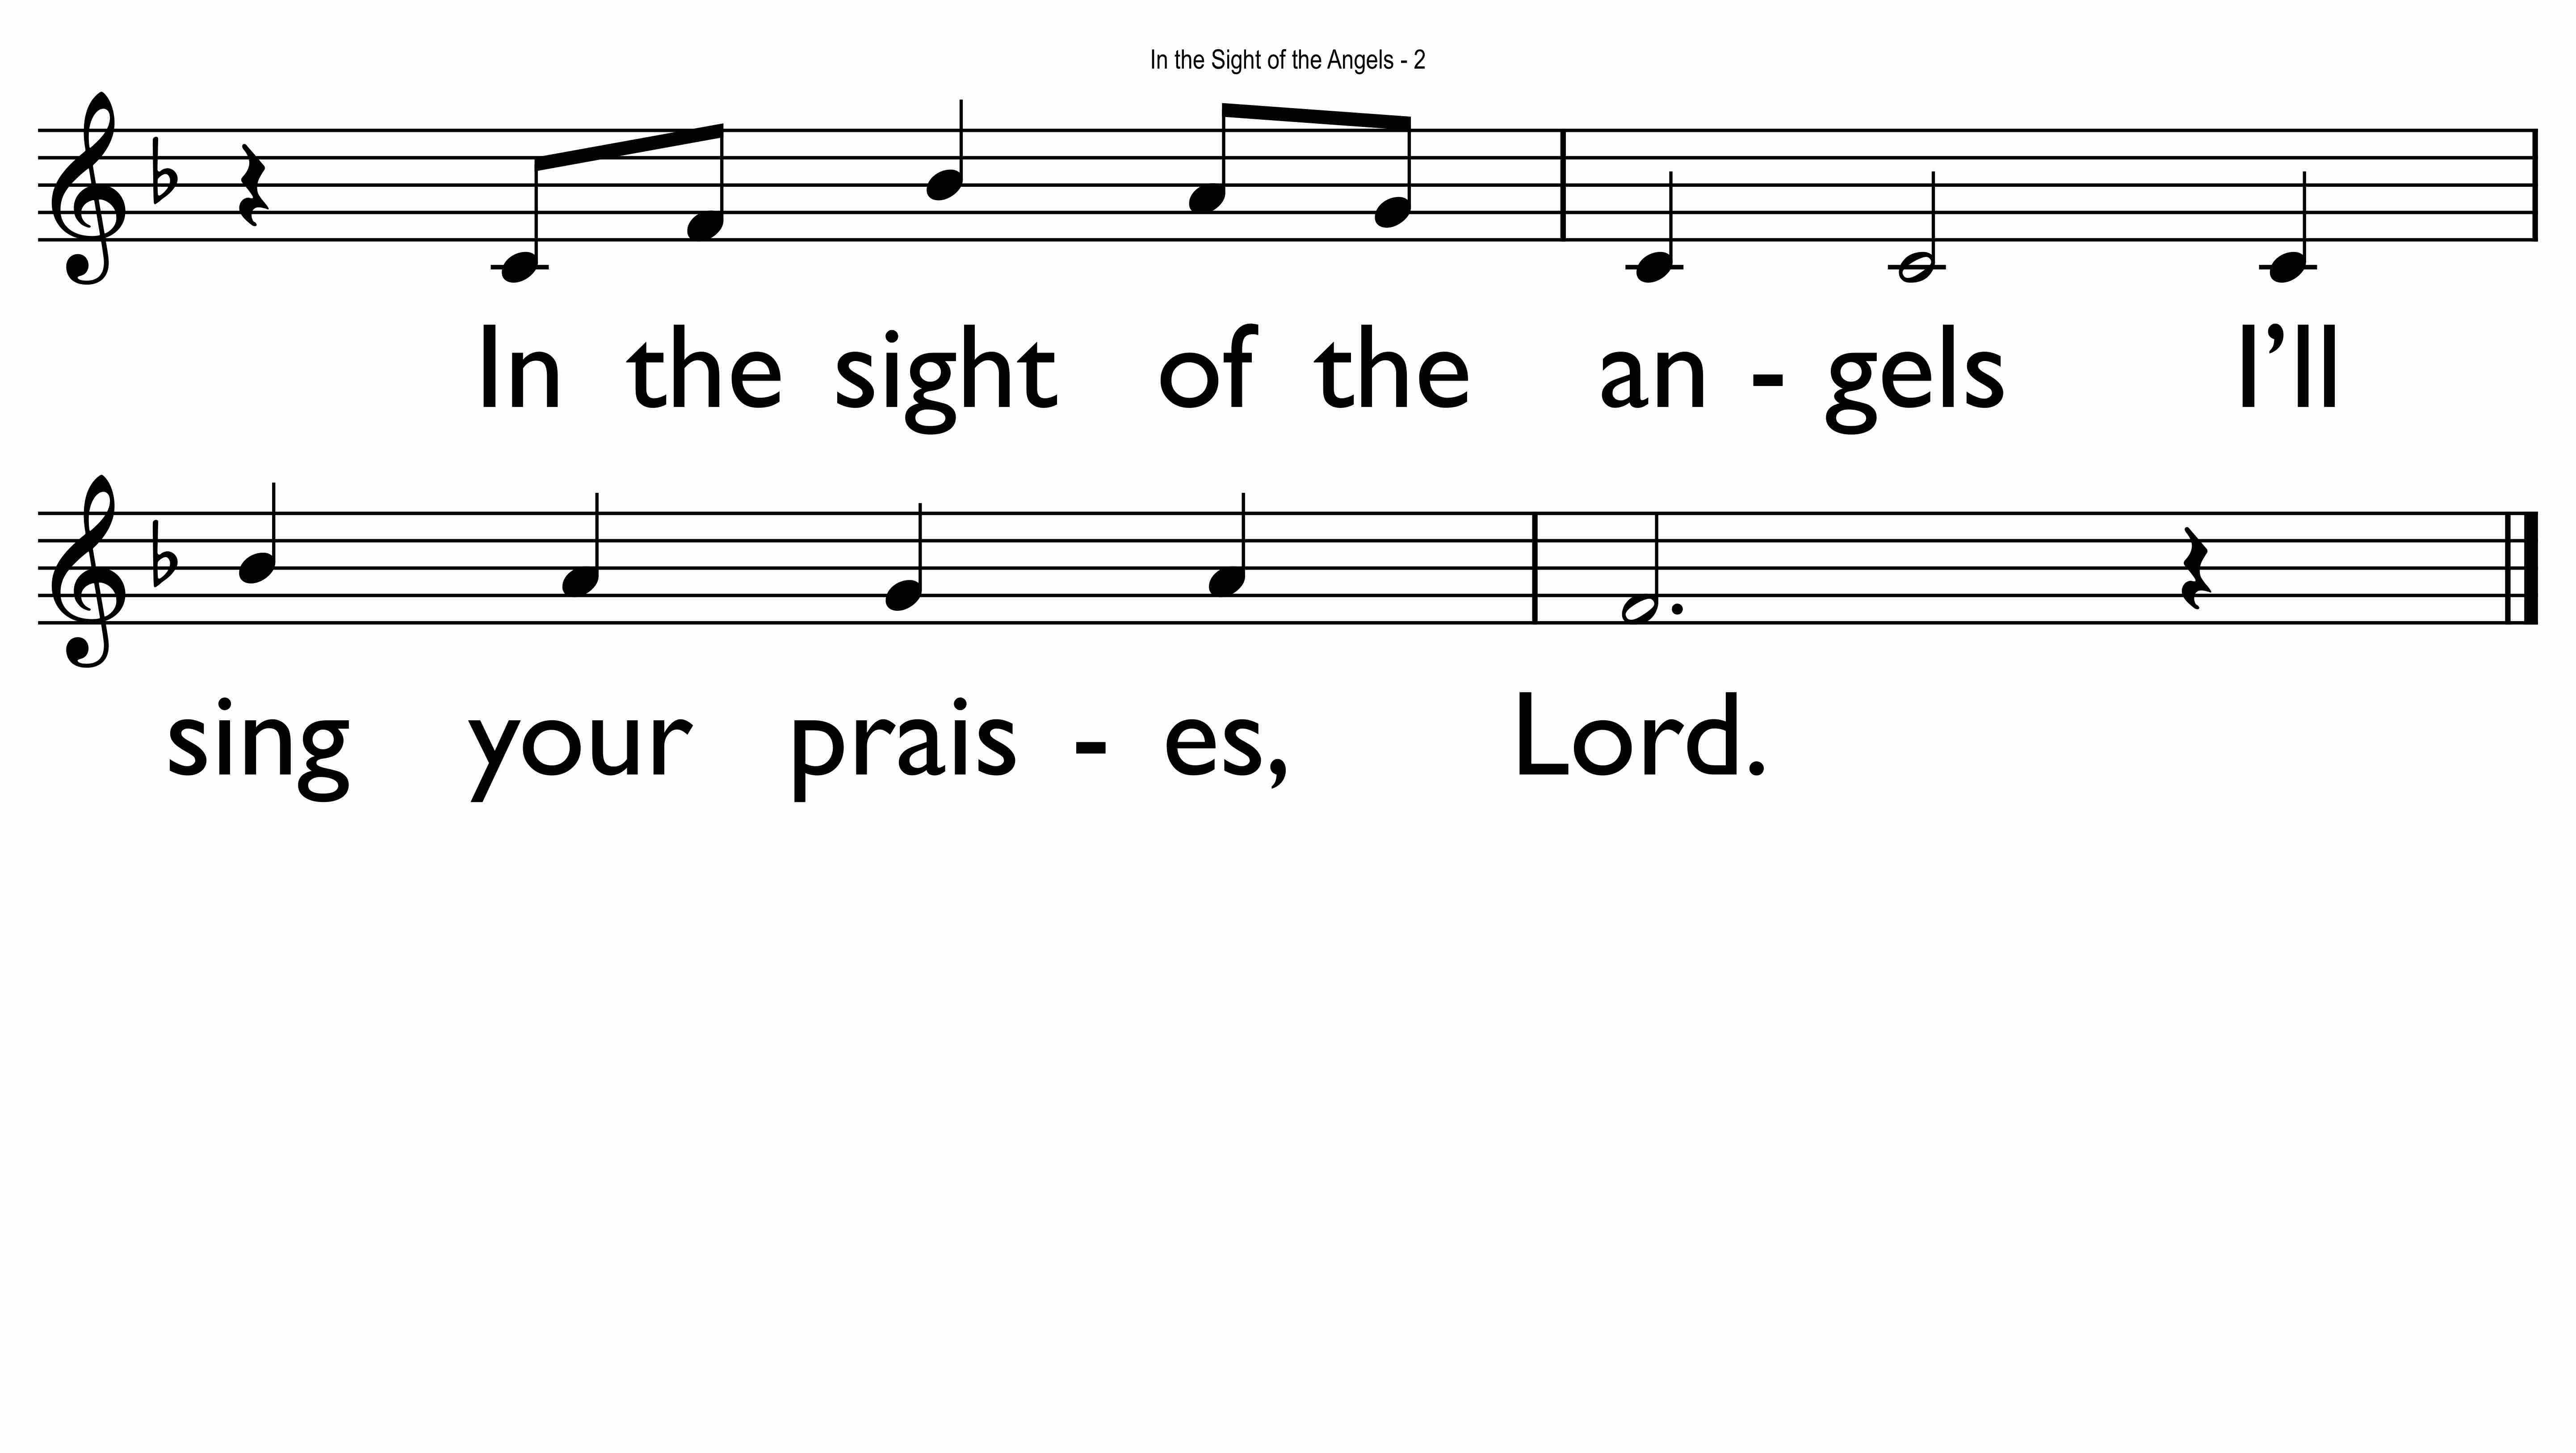 In the Sight of the Angels - 2
In the sight of the an - gels I’ll
sing your prais - es, Lord.